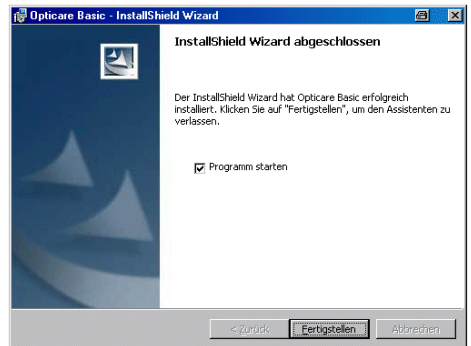 Opticare Basic - InstallShield Wizard
InstallShield Wizard abgeschlossen
Der InstallShield Wizard hat Opticare Basic erfolgreich
installiert. Klicken Sie auf "Fertigstellen", um den Assistenten zu
verlassen.
Programm starten
< Zurück Fertigstellen Abbrechen